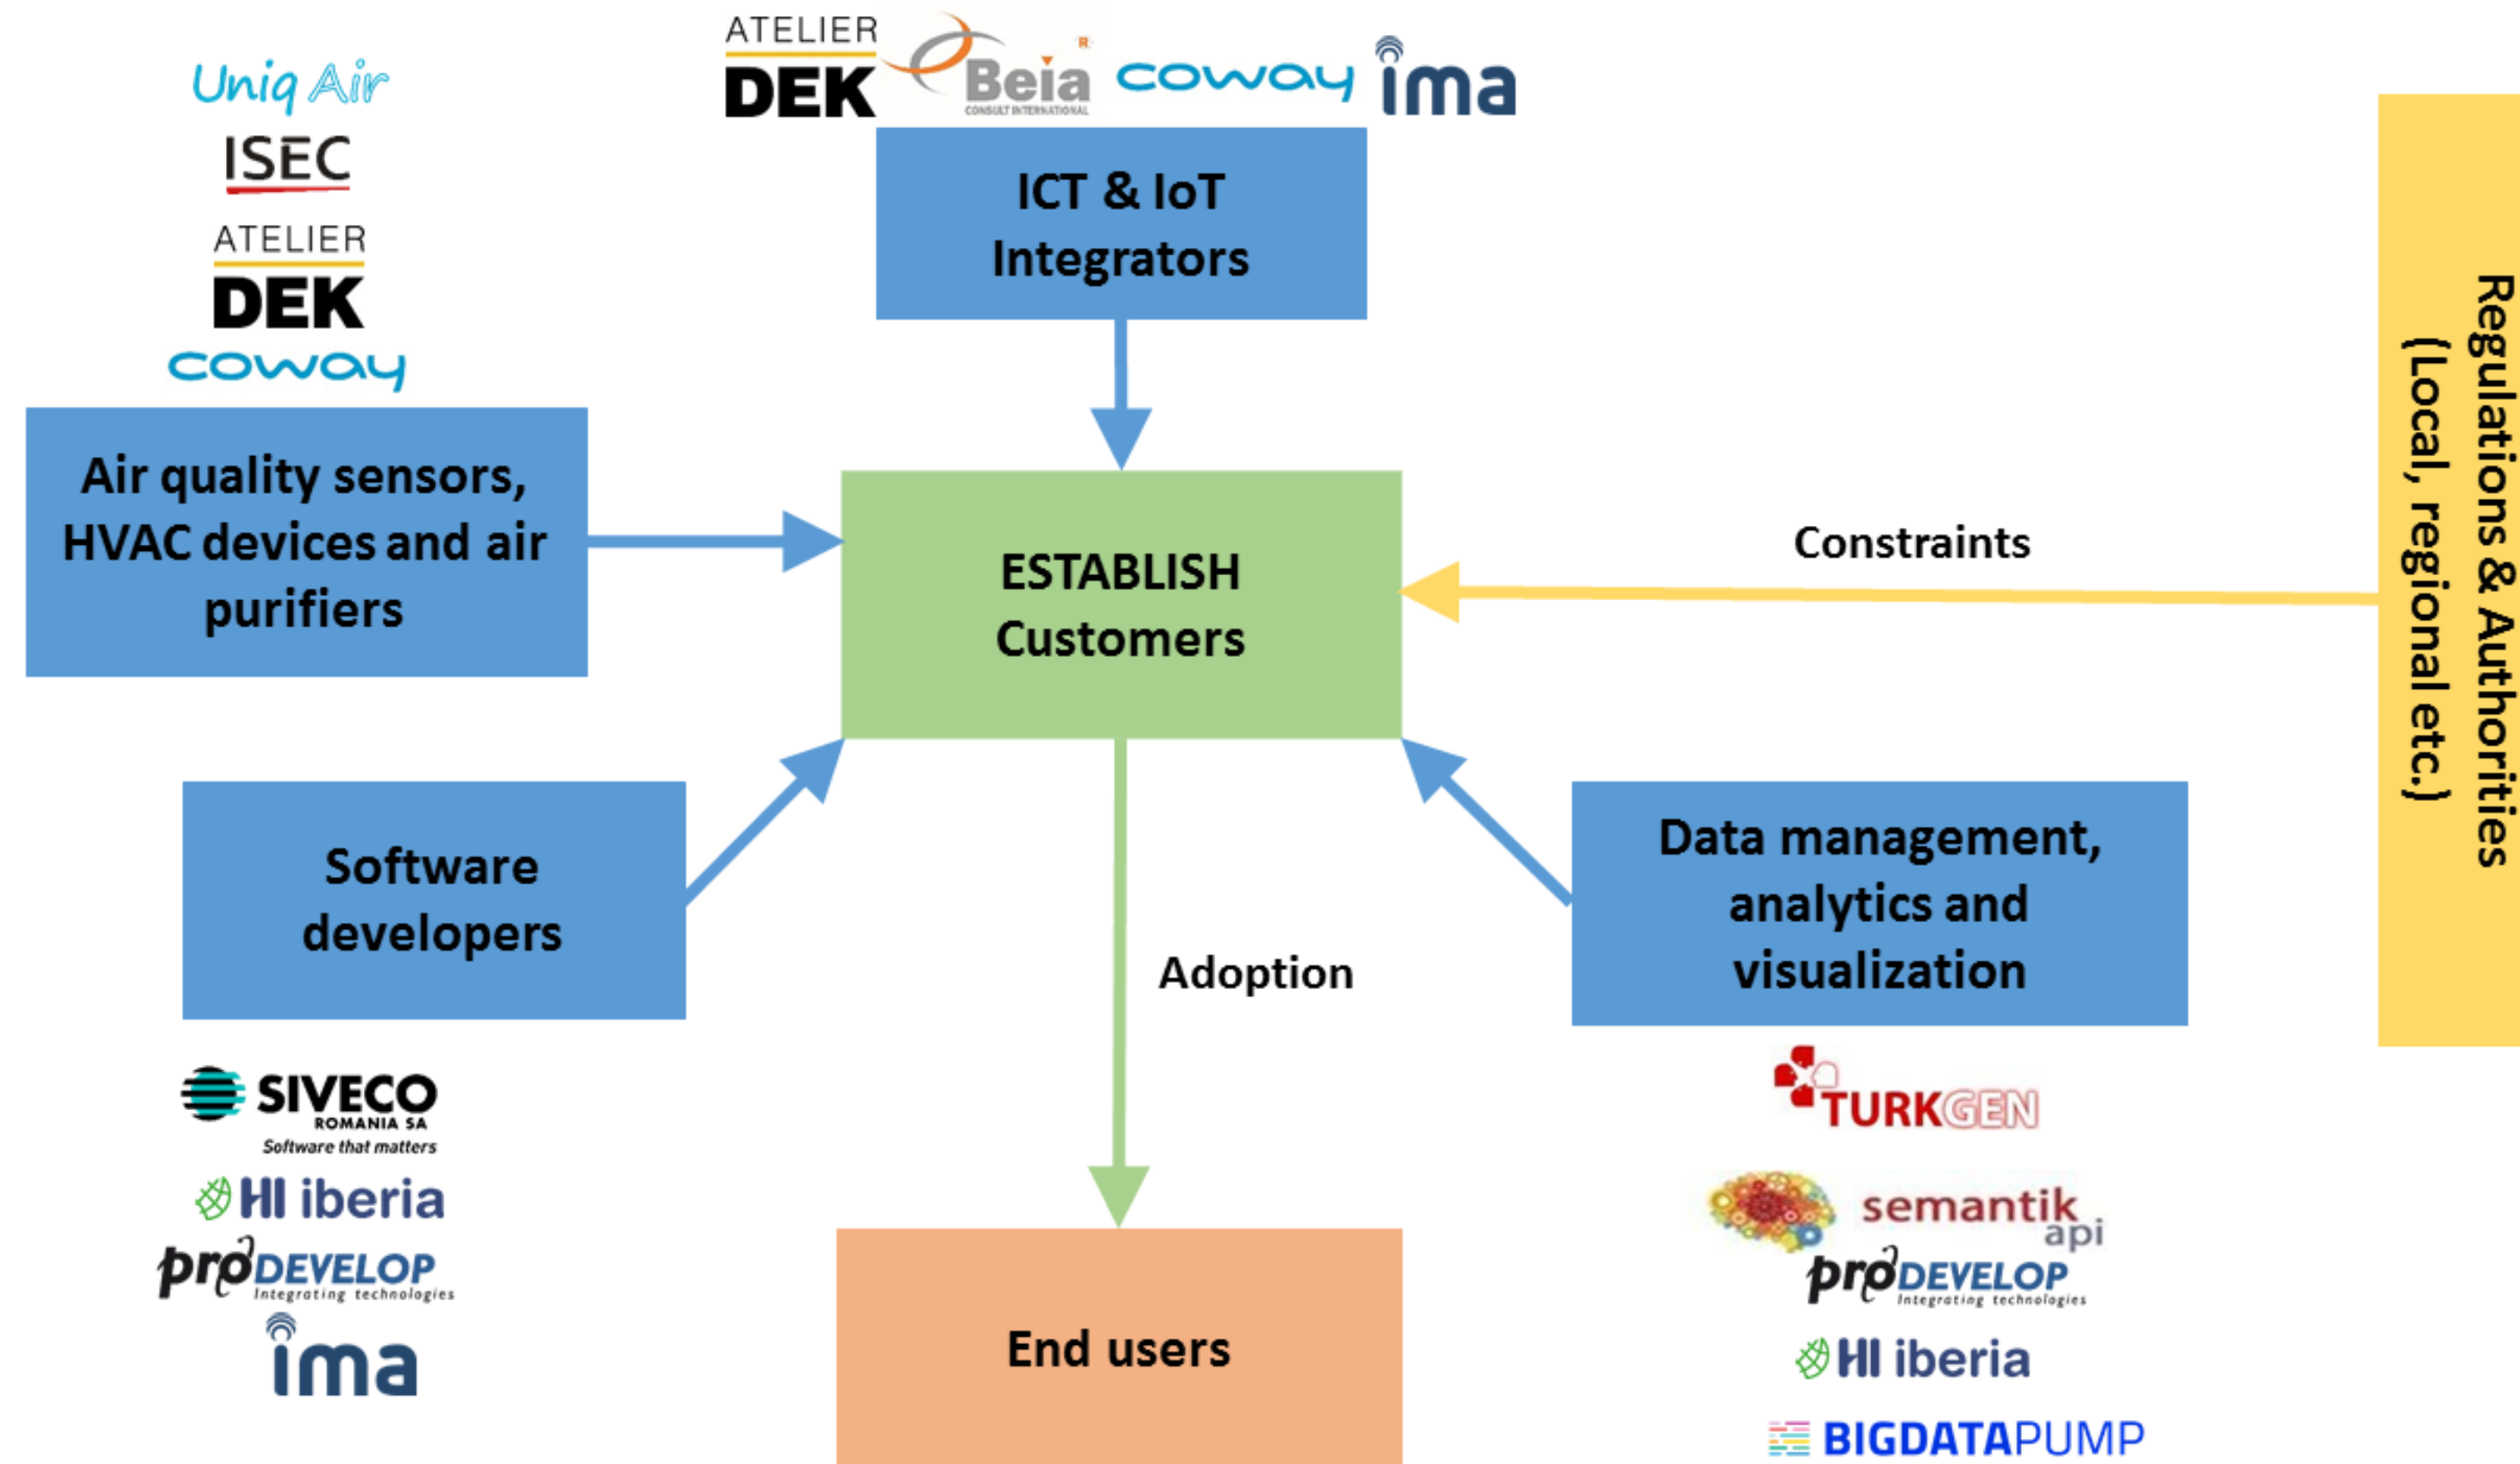 ATELIER
DEK
Beia
R
CONSULT INTERNATIONAL
coway
ima
Uniq Air
ISEC
ATELIER
DEK
coway
ICT & IoT
Integrators
Air quality sensors,
HVAC devices and air
purifiers
ESTABLISH
Customers
Constraints
Regulations & Authorities
(Local, regional etc.)
Software
developers
Adoption
Data management,
analytics and
visualization
SIVECO
ROMANIA SA
Software that matters
HI iberia
proDEVELOP
Integrating technologies
ima
End users
TURKGEN
semantik
api
proDEVELOP
Integrating technologies
HI iberia
BIGDATAPUMP